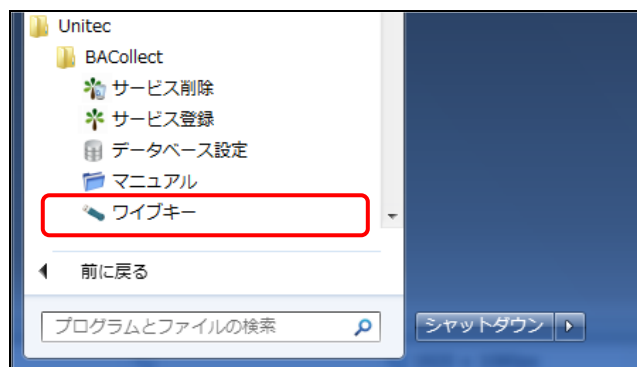 Unitec
BACollect
サービス削除
サービス登録
データベース設定
マニュアル
ワイブキー
前に戻る
プログラムとファイルの検索
シャットダウン